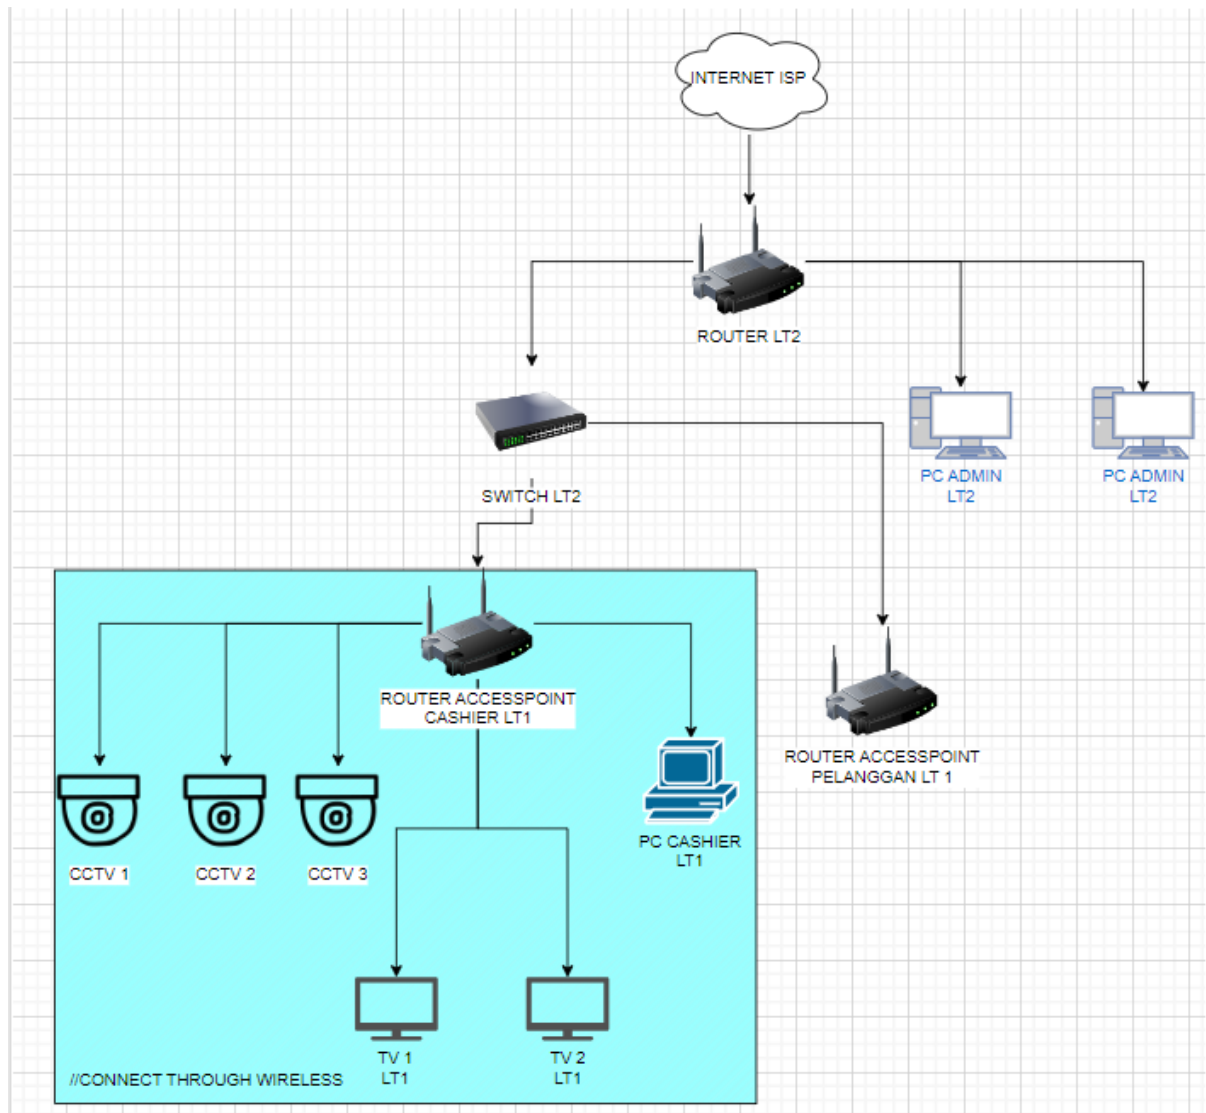 INTERNET ISP
ROUTER LT2
PC ADMIN
LT2
PC ADMIN
LT2
SWITCH LT2
ROUTER ACCESSPOINT
CASHIER LT1
ROUTER ACCESSPOINT
PELANGGAN LT 1
PC CASHIER
LT1
CCTV 1
CCTV 2
CCTV 3
TV 1
LT1
TV 2
LT1
//CONNECT THROUGH WIRELESS